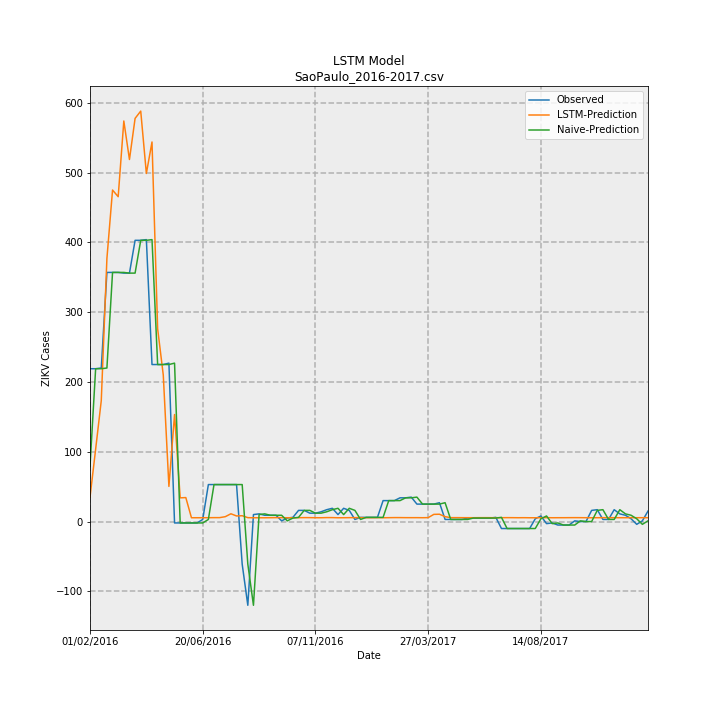 LSTM Model
SaoPaulo_2016-2017.csv
Observed
LSTM-Prediction
Naive-Prediction
600
500
400
300
200
100
0
−100
ZIKV Cases
01/02/2016
20/06/2016
07/11/2016
27/03/2017
14/08/2017
Date